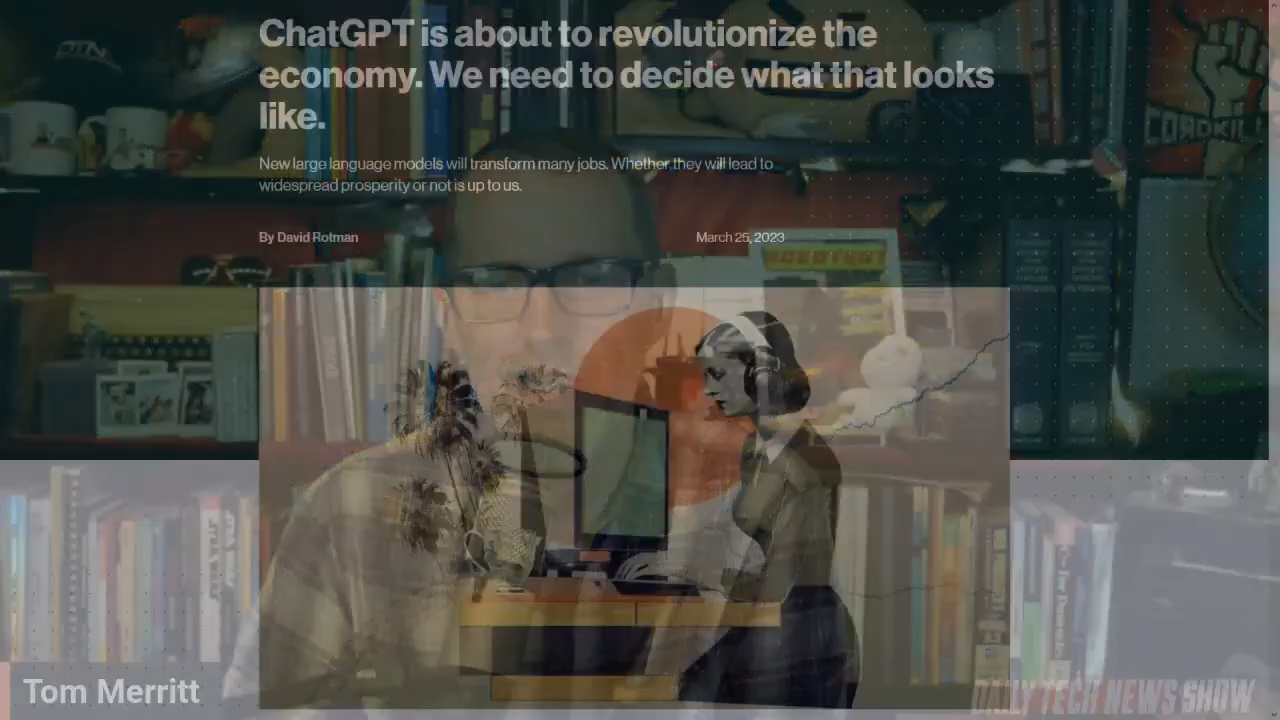 ChatGPT is about to revolutionize the
economy. We need to decide what that looks
like.
New large language models will transform many jobs. Whether they will lead to
widespread prosperity or not is up to us.
By David Rotman
March 25, 2023
Tom Merritt
DAILY TECH NEWS SHOW